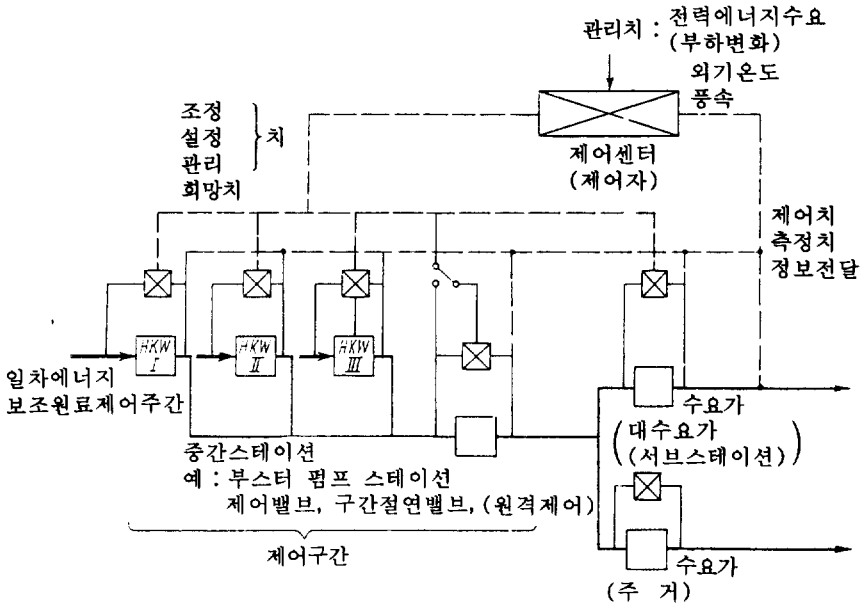 관리치 : 전력에너지수요
(부하변화)
외기온도
풍속
조정
설정 치
관리
희망치
제어센터
(제어자)
제어치
측정치
정보전달
HKW I
HKW II
HKW III
일차에너지
보조원료제어주간
수요가
(대수요가
(서브스테이션))
중간스테이션
예 : 부스터 펌프 스테이션
제어밸브, 구간절연밸브, (원격제어)
제어구간
수요가
(주 거)